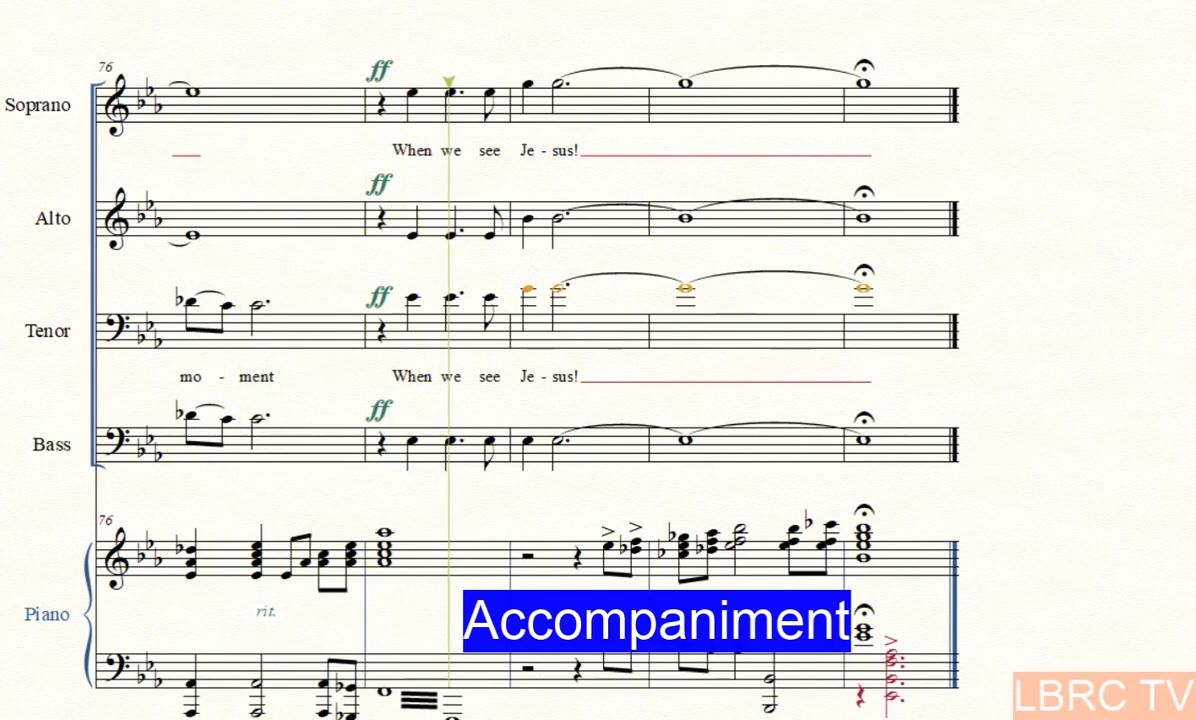 76
ff
Soprano
When we see Je - sus!
ff
Alto
ff
Tenor
mo - ment When we see Je - sus!
ff
Bass
76
rit.
Piano
Accompaniment
LBRC TV